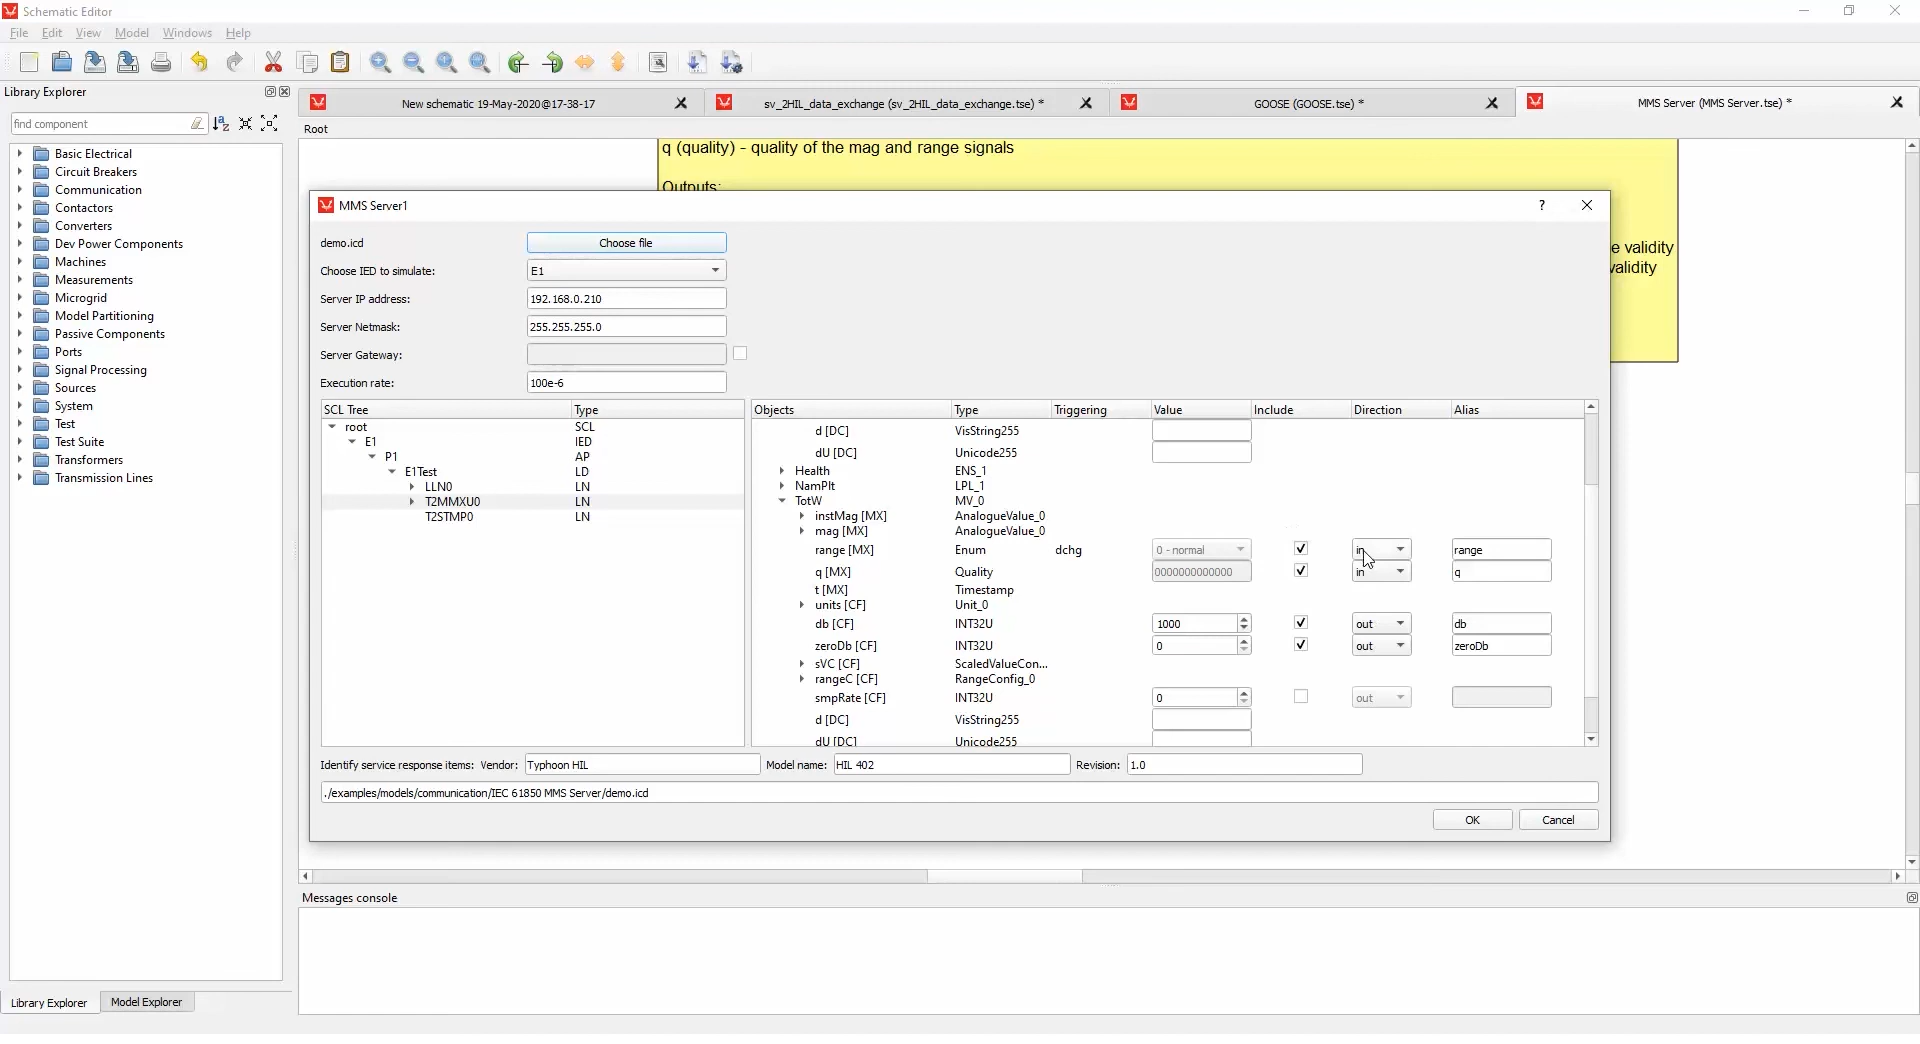 Schematic Editor
File Edit View Model Windows Help
Library Explorer
find component
New schematic 19-May-2020@17-38-17
sv_2HIL_data_exchange (sv_2HIL_data_exchange.tse) *
GOOSE (GOOSE.tse) *
MMS Server (MMS Server.tse) *
Root
Basic Electrical
Circuit Breakers
Communication
Contactors
Converters
Dev Power Components
Machines
Measurements
Microgrid
Model Partitioning
Passive Components
Ports
Signal Processing
Sources
System
Test
Test Suite
Transformers
Transmission Lines
q (quality) - quality of the mag and range signals
Outputs:
e validity
validity
MMS Server1
?
demo.icd Choose file
Choose IED to simulate: E1
Server IP address: 192.168.0.210
Server Netmask: 255.255.255.0
Server Gateway:
Execution rate: 100e-6
SCL Tree Type
root SCL
E1 IED
P1 AP
E1Test LD
LLN0 LN
T2MMXU0 LN
T2STMP0 LN
Objects Type Triggering Value Include Direction Alias
d [DC] VisString255
dU [DC] Unicode255
Health ENS_1
NamPlt LPL_1
TotW MV_0
instMag [MX] AnalogueValue_0
mag [MX] AnalogueValue_0
range [MX] Enum dchg 0 - normal in range
q [MX] Quality 0000000000000 in q
t [MX] Timestamp
units [CF] Unit_0
db [CF] INT32U 1000 out db
zeroDb [CF] INT32U 0 out zeroDb
sVC [CF] ScaledValueCon...
rangeC [CF] RangeConfig_0
smpRate [CF] INT32U 0 out
d [DC] VisString255
dU [DC] Unicode255
Identify service response items: Vendor: Typhoon HIL Model name: HIL 402 Revision: 1.0
./examples/models/communication/IEC 61850 MMS Server/demo.icd
OK Cancel
Messages console
Library Explorer Model Explorer